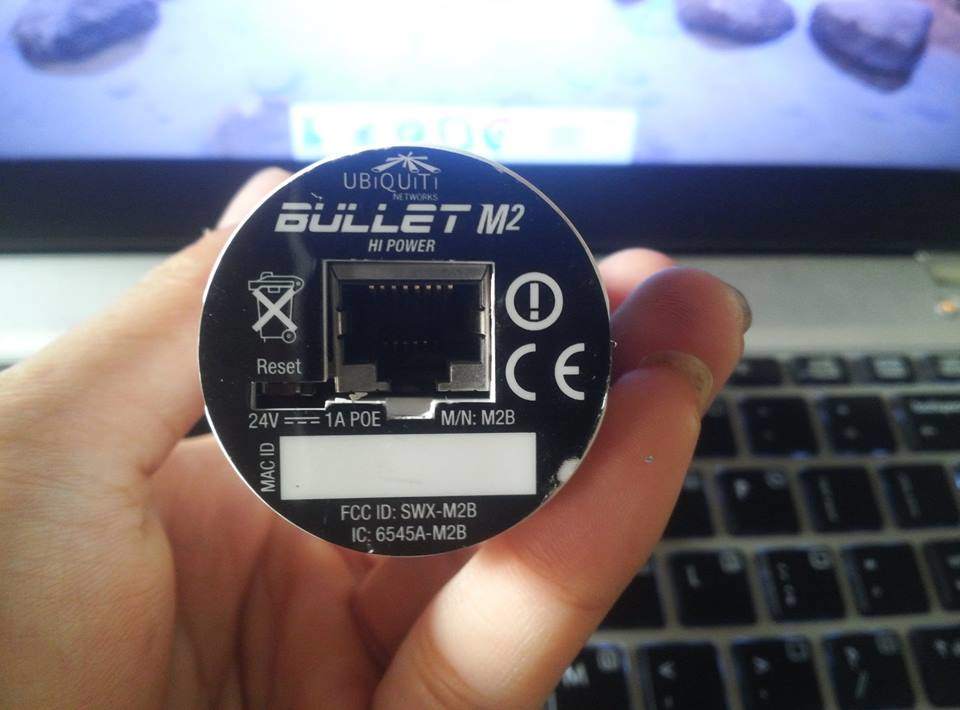 UBiQUiTi
NETWORKS
BULLET M2
HI POWER
Reset
24V 1A POE M/N: M2B
MAC ID
FCC ID: SWX-M2B
IC: 6545A-M2B
CE
P
L
M